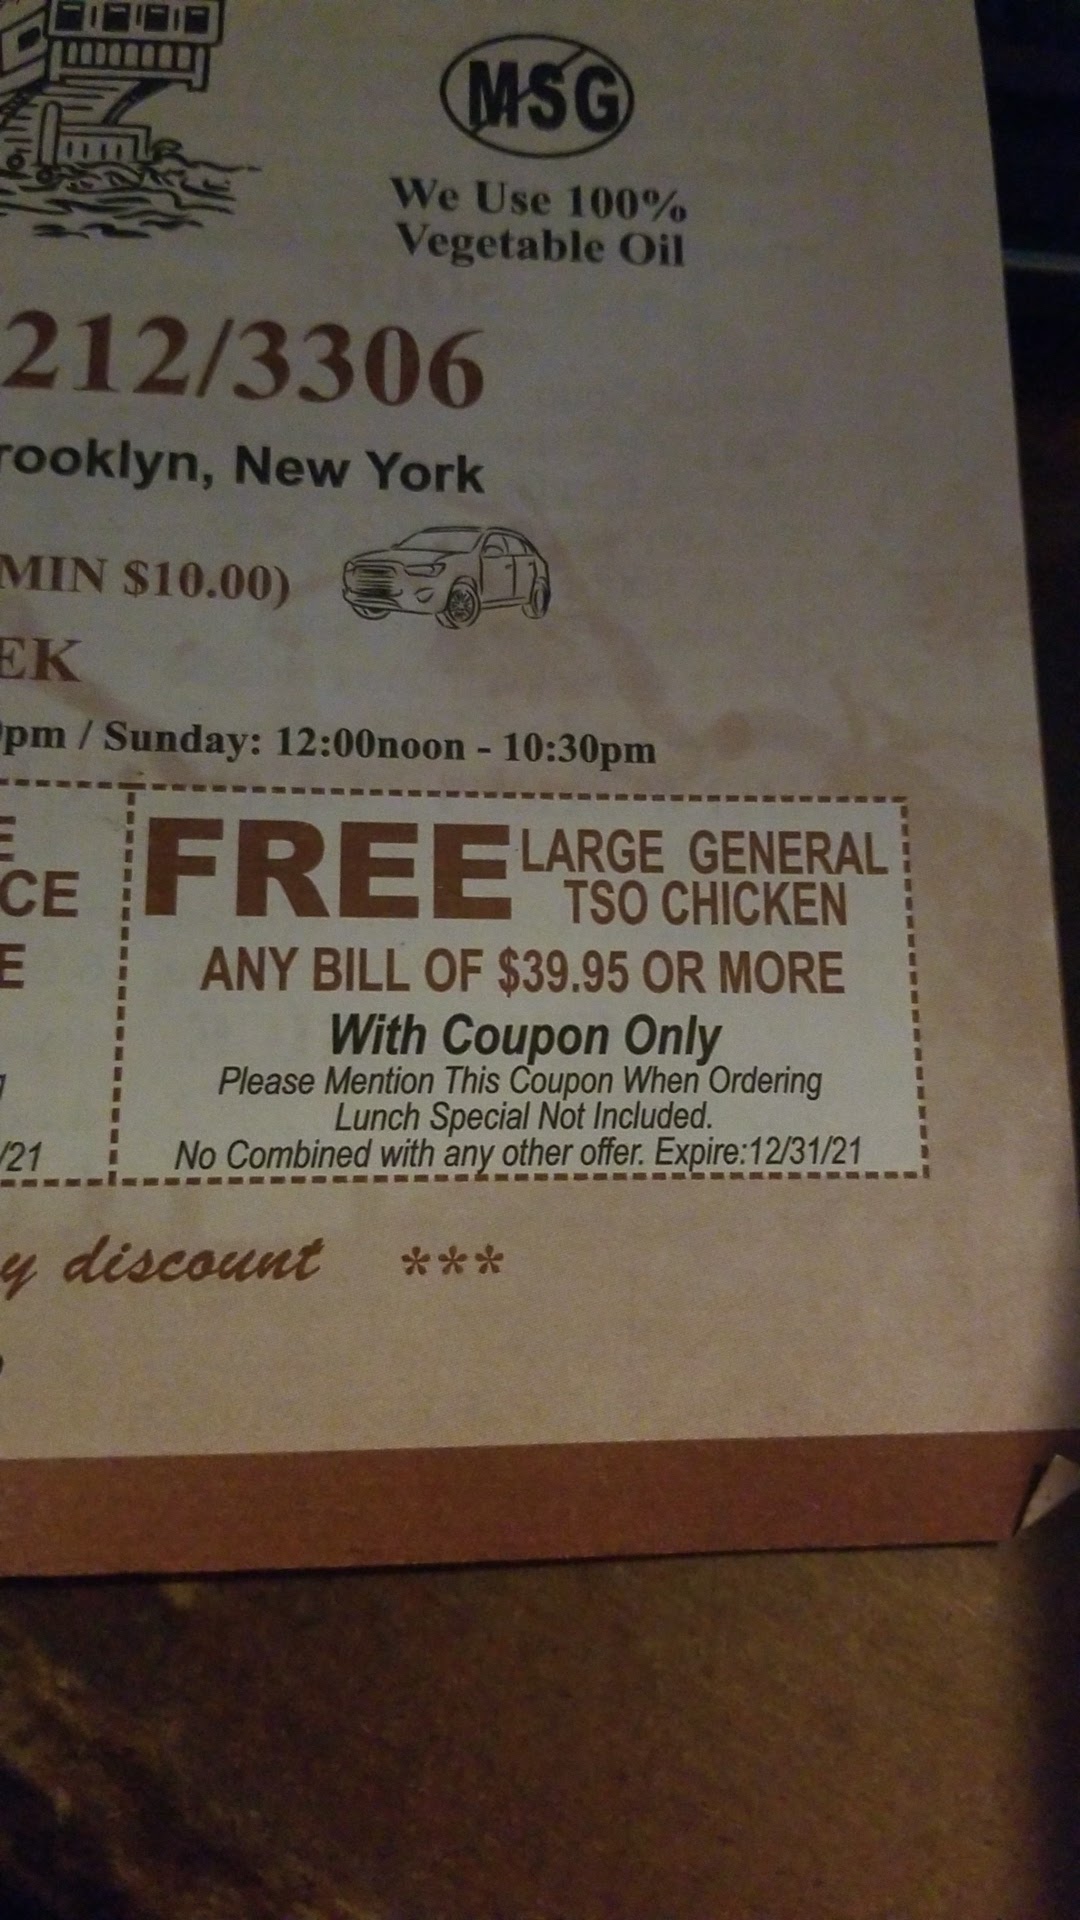 MSG
We Use 100%
Vegetable Oil
212/3306
rooklyn, New York
MIN $10.00)
EK
pm / Sunday: 12:00noon - 10:30pm
CE
E
/21
FREE LARGE GENERAL
TSO CHICKEN
ANY BILL OF $39.95 OR MORE
With Coupon Only
Please Mention This Coupon When Ordering
Lunch Special Not Included.
No Combined with any other offer. Expire:12/31/21
y discount ***